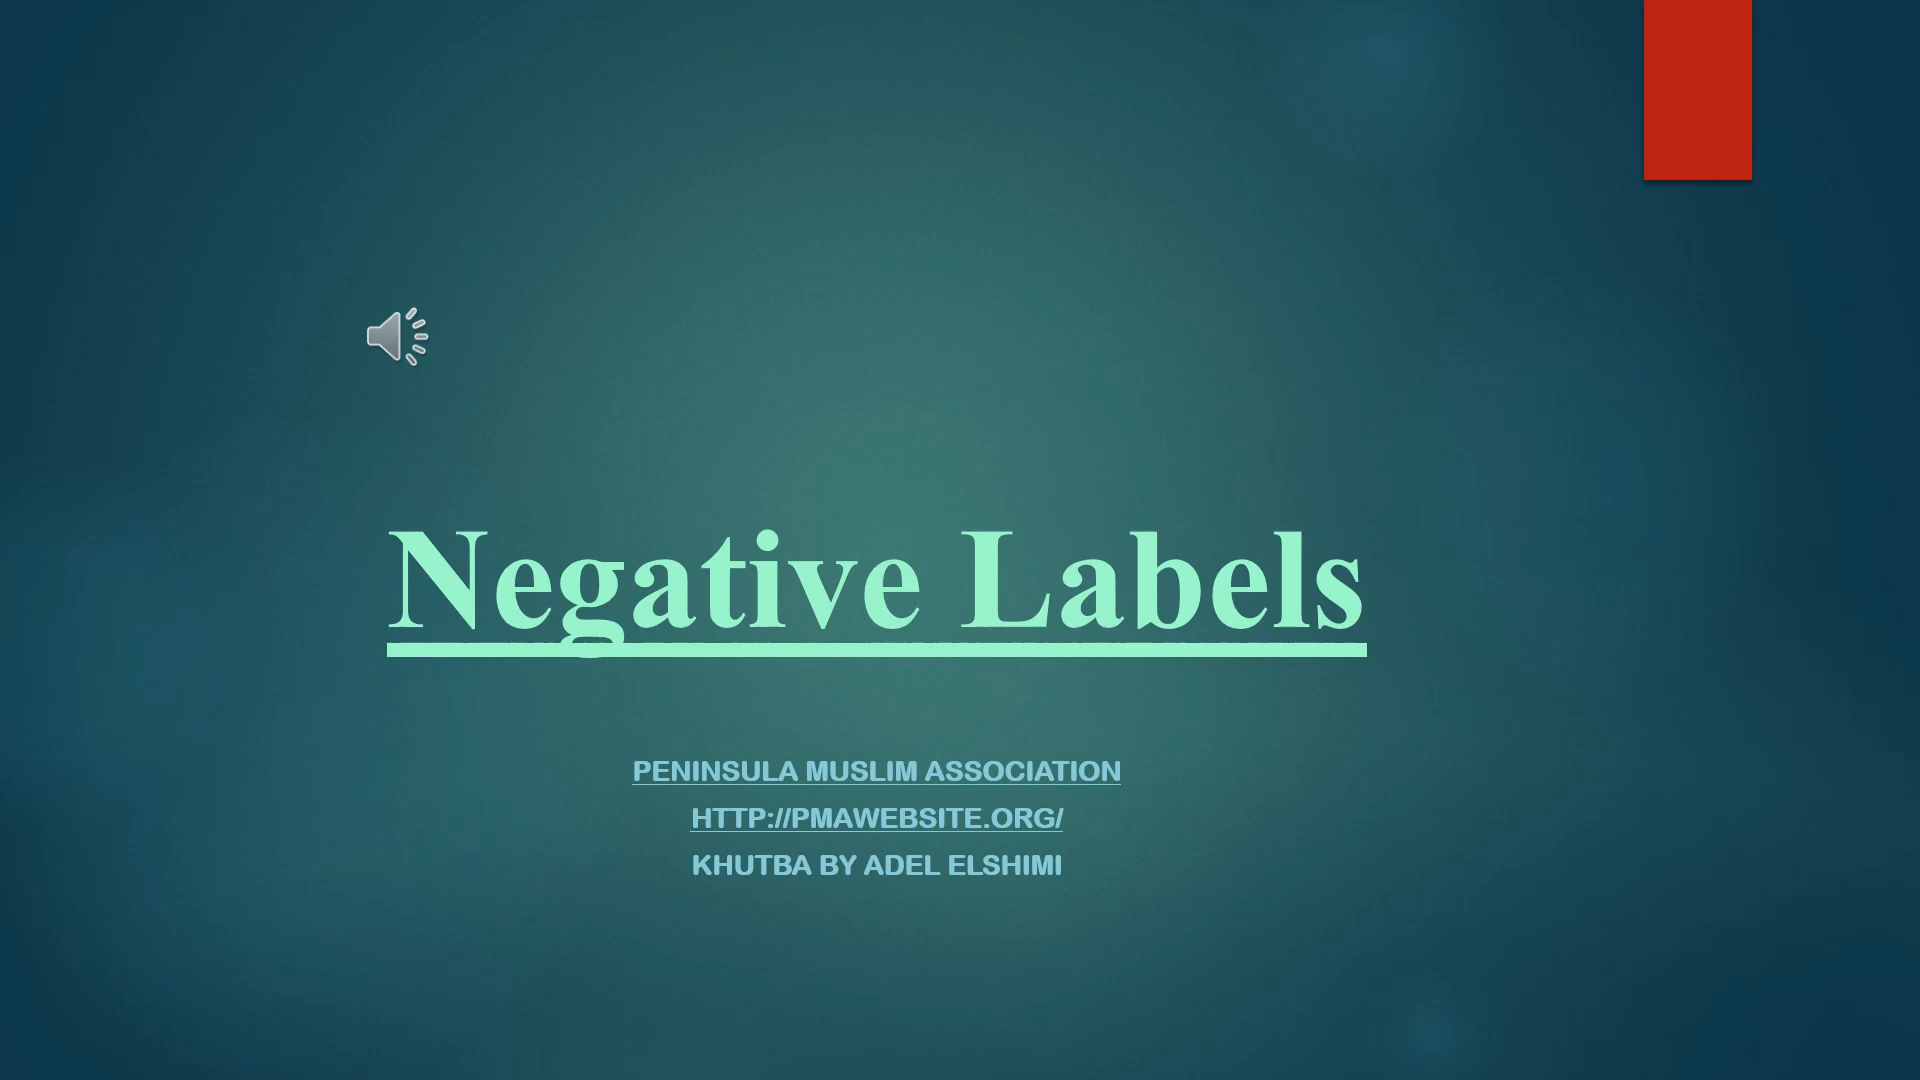 Negative Labels
PENINSULA MUSLIM ASSOCIATION
HTTP://PMAWEBSITE.ORG/
KHUTBA BY ADEL ELSHIMI